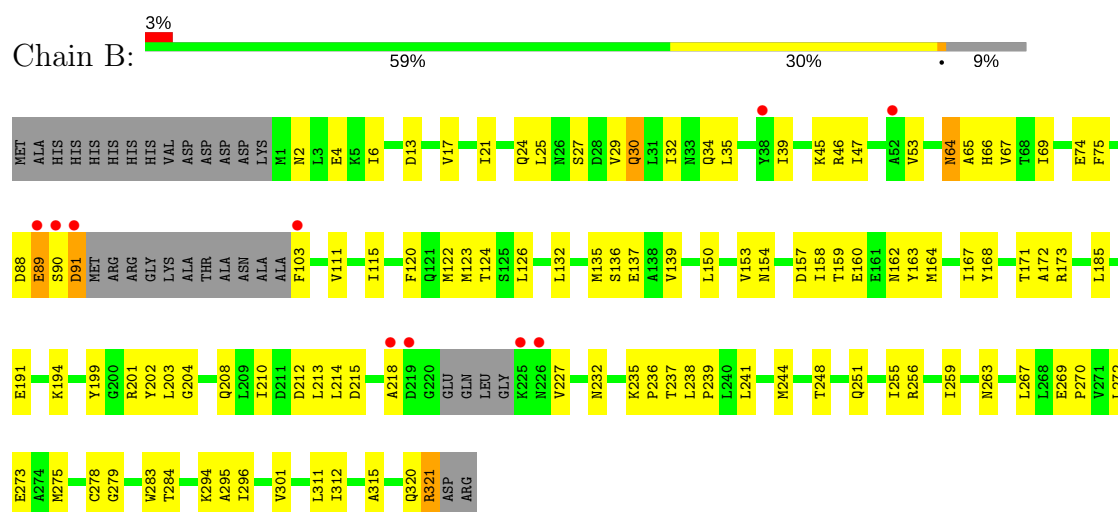 3%
Chain B:
59% 30% • 9%
MET ALA HIS HIS HIS HIS HIS HIS VAL ASP ASP ASP ASP LYS M1 N2 L3 E4 K5 I6 D13 V17 I21 Q24 L25 N26 S27 D28 V29 Q30 L31 I32 N33 Q34 L35 Y38 I39 K45 R46 I47 A52 V53 N64 A65 H66 V67 T68 I69 E74 F75
D88 E89 S90 D91 MET ARG ARG GLY LYS ALA THR ALA ASN ALA ALA F103 V111 I115 F120 Q121 M122 M123 T124 S125 L126 L132 M135 S136 E137 A138 V139 L150 V153 N154 D157 I158 T159 E160 E161 N162 Y163 M164 I167 Y168 T171 A172 R173 L185
E191 K194 Y199 G200 R201 Y202 L203 G204 Q208 L209 I210 D211 D212 L213 L214 D215 A218 D219 G220 GLU GLN LEU GLY K225 N226 V227 N232 K235 P236 T237 L238 P239 L240 L241 M244 T248 Q251 I255 R256 I259 N263 L267 L268 E269 P270 V271 L272
E273 A274 M275 C278 G279 W283 T284 K294 A295 I296 V301 L311 I312 A315 Q320 R321 ASP ARG